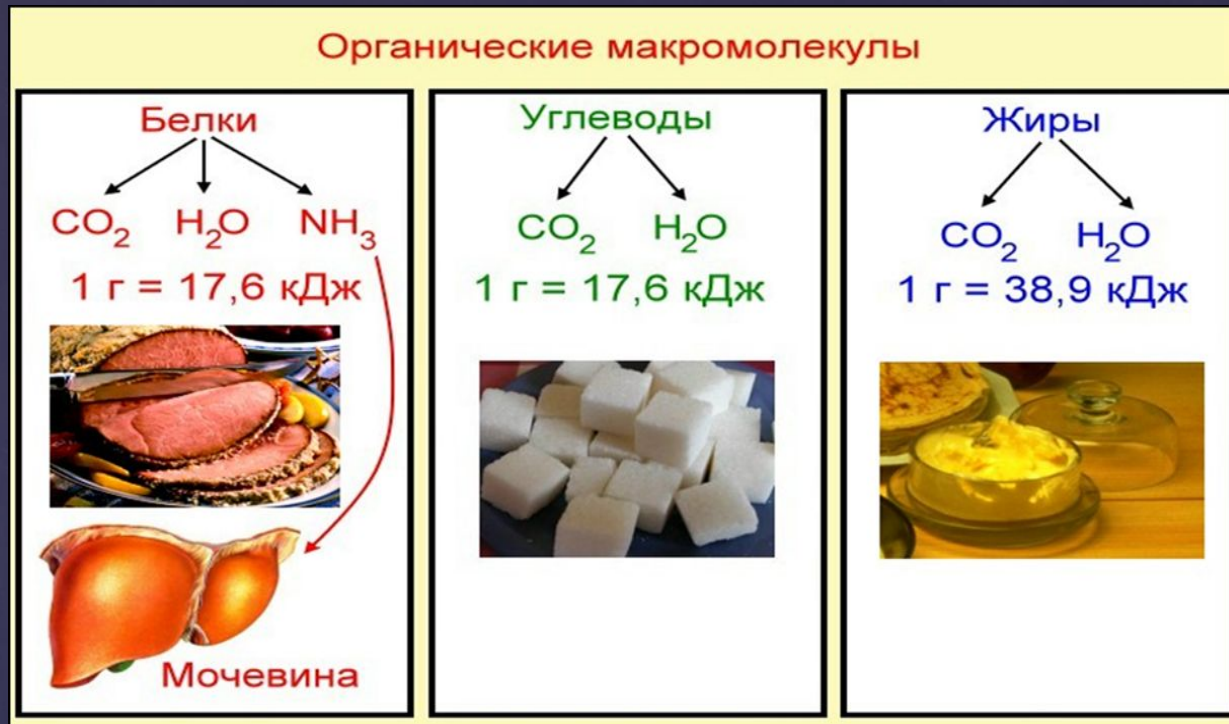 Органические макромолекулы
Белки
CO₂ H₂O NH₃
1 г = 17,6 кДж
Мочевина
Углеводы
CO₂ H₂O
1 г = 17,6 кДж
Жиры
CO₂ H₂O
1 г = 38,9 кДж